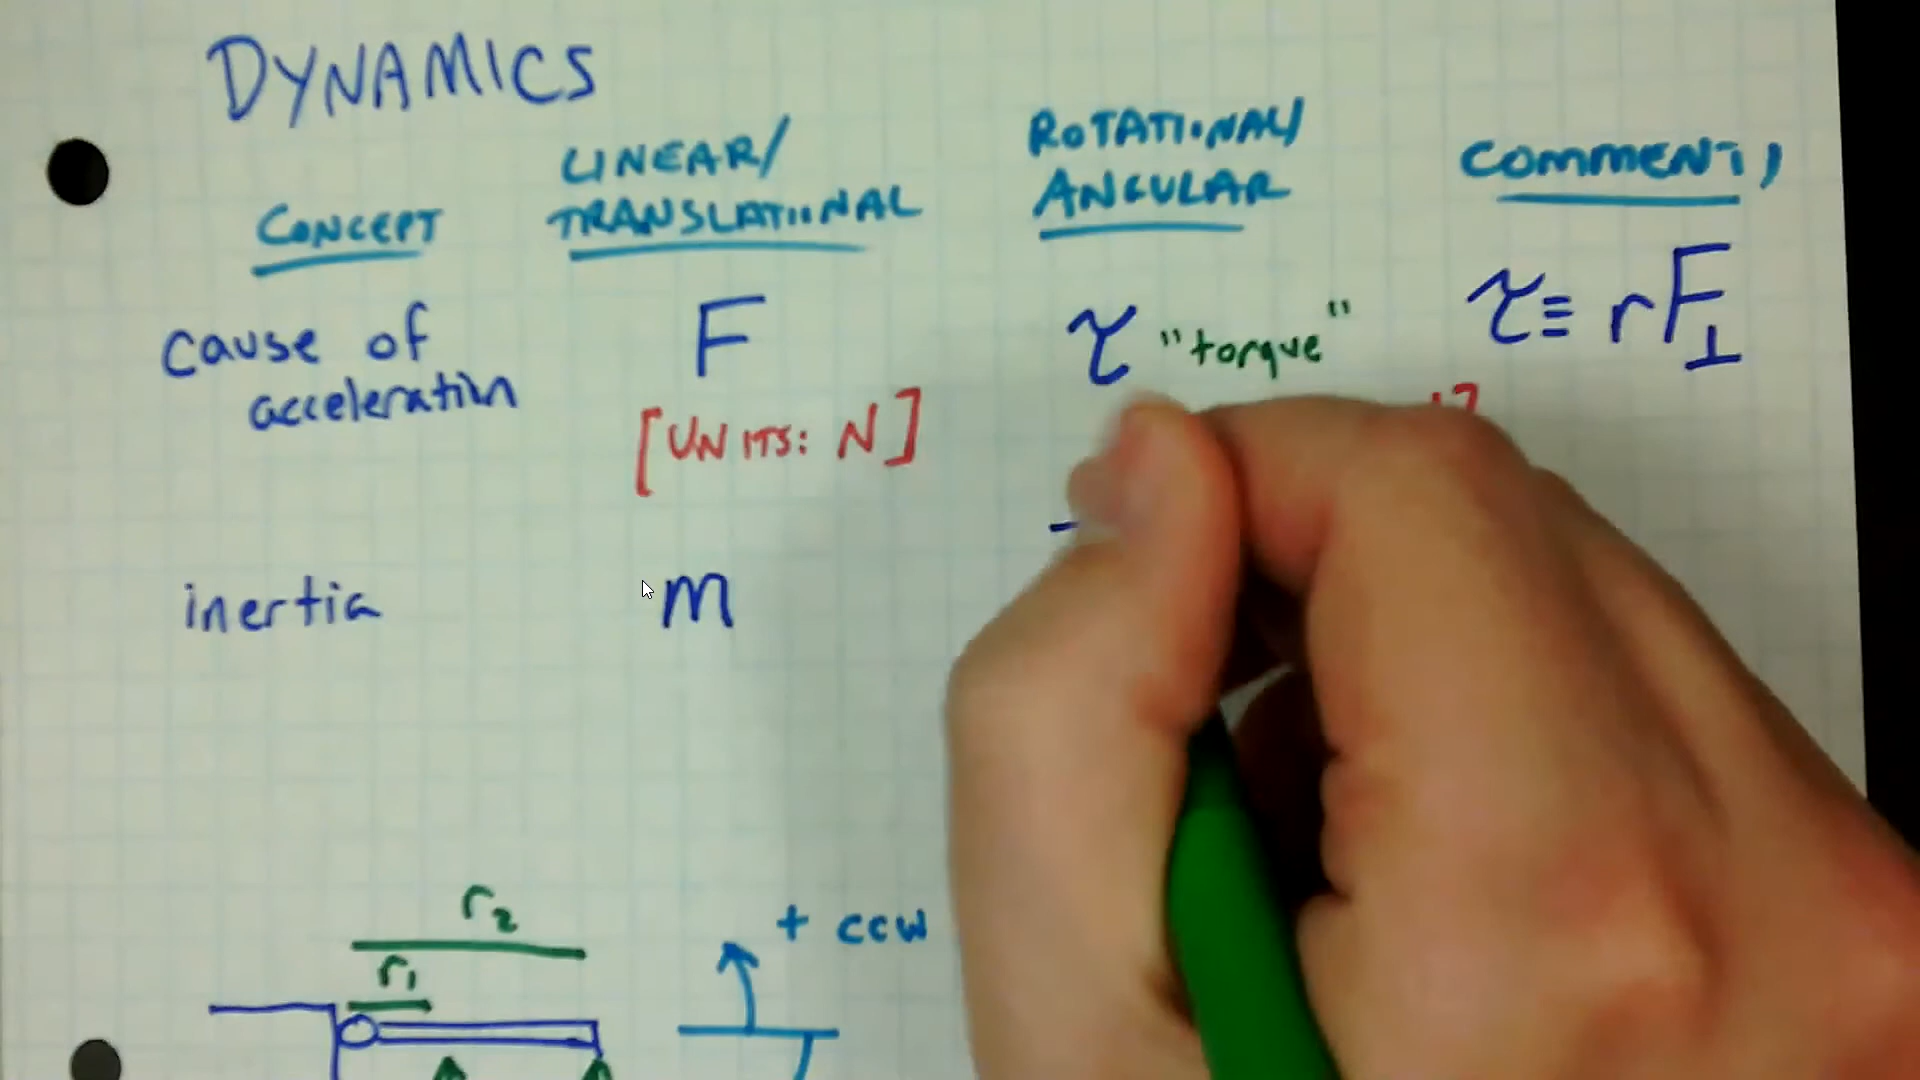 DYNAMICS
CONCEPT
LINEAR/
TRANSLATIONAL
ROTATIONAL/
ANGULAR
COMMENTS
cause of
acceleration
F
[UNITS: N]
τ "torque"
τ ≡ rF⊥
inertia
m
r₂
r₁
+ ccw